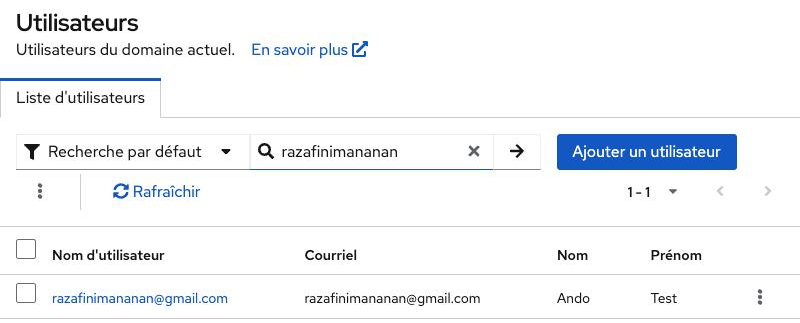 Utilisateurs
Utilisateurs du domaine actuel. En savoir plus
Liste d'utilisateurs
Recherche par défaut razafinimananan Ajouter un utilisateur
Rafraîchir 1 - 1
Nom d'utilisateur Courriel Nom Prénom
razafinimananan@gmail.com razafinimananan@gmail.com Ando Test